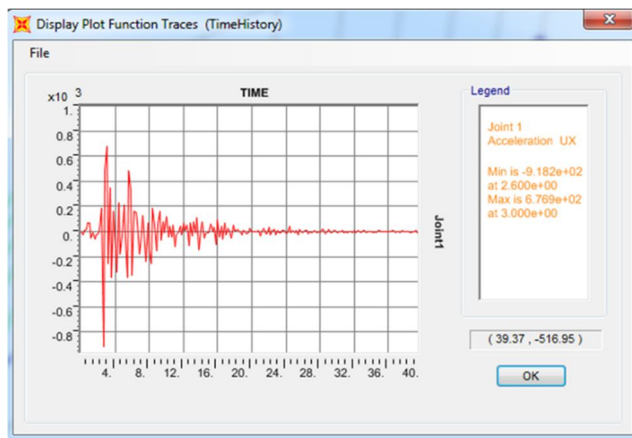 Display Plot Function Traces (TimeHistory)
File
x10 3
TIME
1.
0.8
0.6
0.4
0.2
0.
-0.2
-0.4
-0.6
-0.8
4. 8. 12. 16. 20. 24. 28. 32. 36. 40.
Joint1
Legend
Joint 1
Acceleration UX
Min is -9.182e+02
at 2.600e+00
Max is 6.769e+02
at 3.000e+00
( 39.37 , -516.95 )
OK